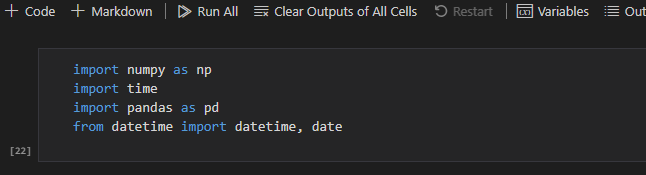 + Code + Markdown | Run All Clear Outputs of All Cells Restart | Variables Out
import numpy as np
import time
import pandas as pd
from datetime import datetime, date
[22]